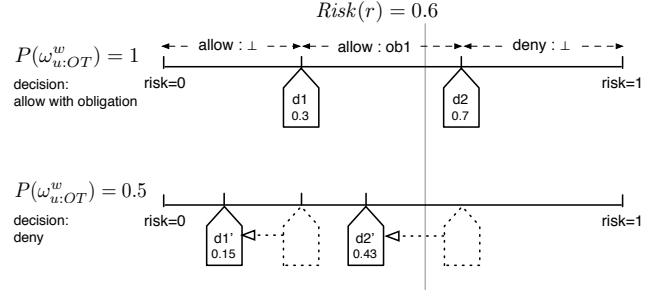 Risk(r) = 0.6
allow : ⊥ allow : ob1 deny : ⊥
P(ω^w_{u:OT}) = 1
decision:
allow with obligation
risk=0 risk=1
d1 d2
0.3 0.7
P(ω^w_{u:OT}) = 0.5
decision:
deny
risk=0 risk=1
d1' d2'
0.15 0.43